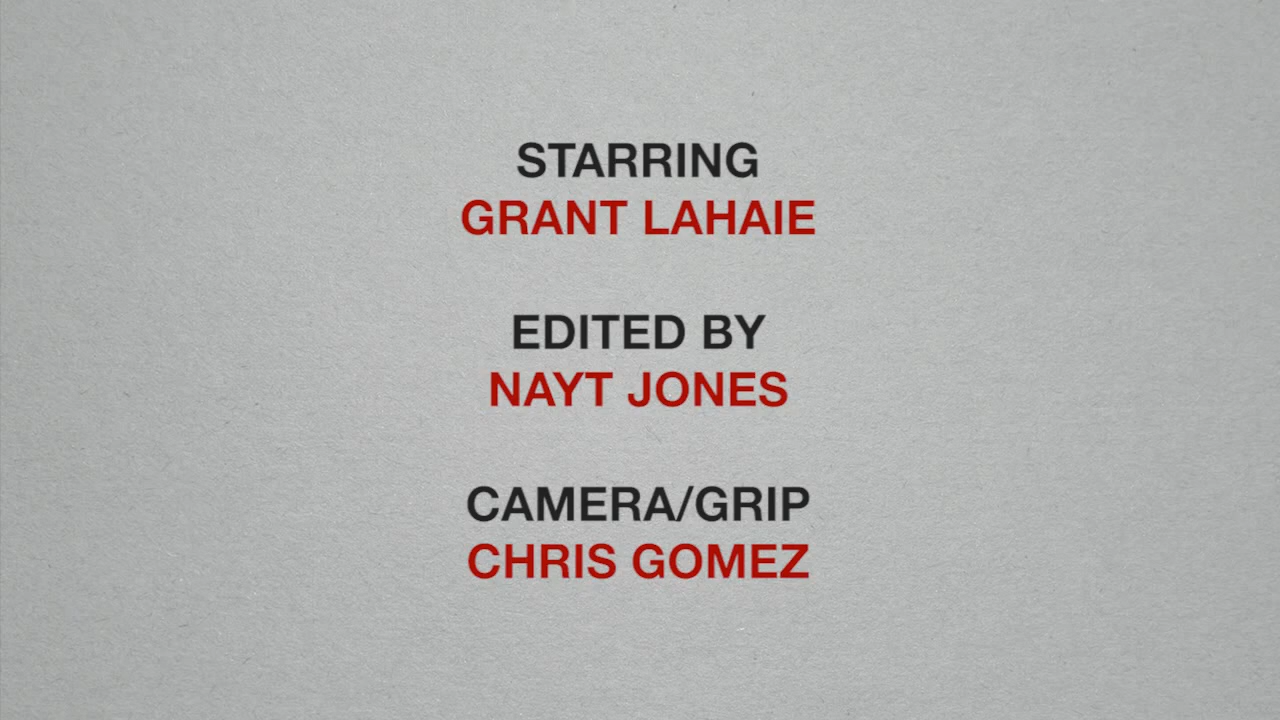 STARRING
GRANT LAHAIE
EDITED BY
NAYT JONES
CAMERA/GRIP
CHRIS GOMEZ